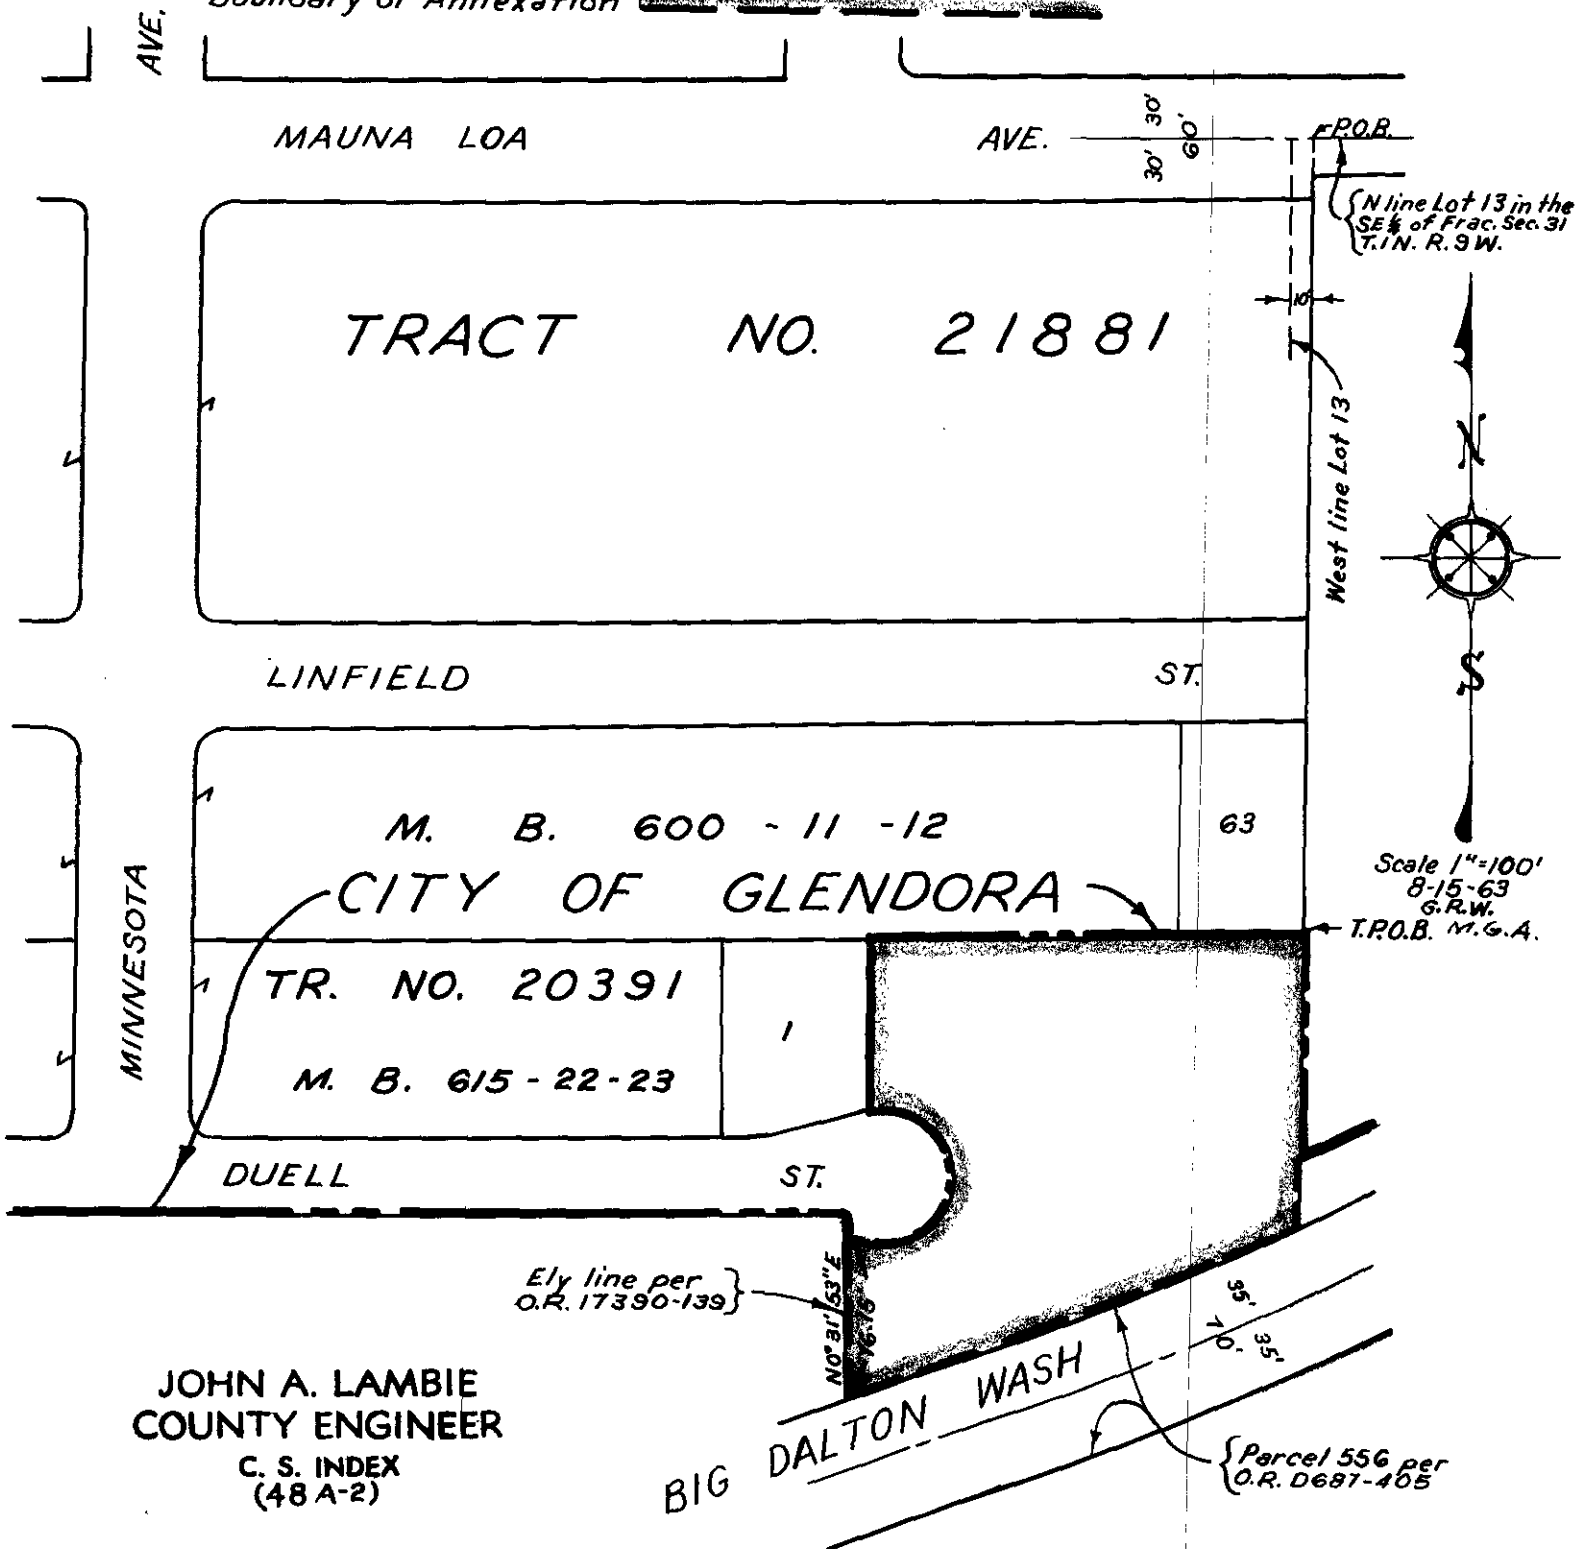 Boundary of Annexation
AVE.
MAUNA LOA AVE.
30'
30'
60'
P.O.B.
N line Lot 13 in the
SE¼ of Frac. Sec. 31
T.1N. R.9W.
TRACT NO. 21881
10'
West line Lot 13
N
S
LINFIELD ST.
M. B. 600 - 11 - 12
63
Scale 1"=100'
8-15-63
G.R.W.
M.G.A.
CITY OF GLENDORA
T.P.O.B.
MINNESOTA
TR. NO. 20391
1
M. B. 615 - 22 - 23
DUELL ST.
Ely line per
O.R. 17390-139
N0°31'53"E
35'
70'
35'
JOHN A. LAMBIE
COUNTY ENGINEER
C. S. INDEX
(48 A-2)
BIG DALTON WASH
Parcel 556 per
O.R. D687-405